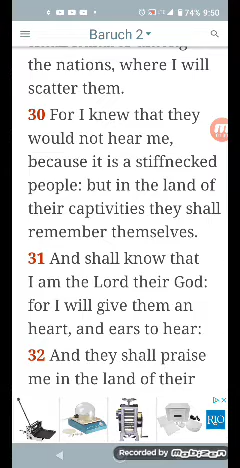 74% 9:50
Baruch 2
the nations, where I will
scatter them.
30 For I knew that they
would not hear me,
because it is a stiffnecked
people: but in the land of
their captivities they shall
remember themselves.
31 And shall know that
I am the Lord their God:
for I will give them an
heart, and ears to hear:
32 And they shall praise
me in the land of their
RIO
Recorded by Mobizen